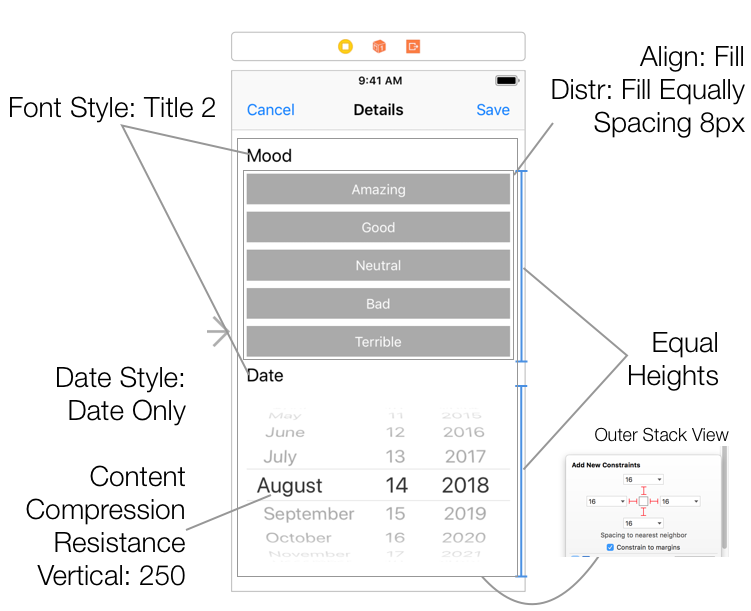 Align: Fill
Distr: Fill Equally
Spacing 8px
Font Style: Title 2
9:41 AM
Cancel Details Save
Mood
Amazing
Good
Neutral
Bad
Terrible
Date
May 11 2015
June 12 2016
July 13 2017
August 14 2018
September 15 2019
October 16 2020
November 17 2021
Date Style:
Date Only
Content
Compression
Resistance
Vertical: 250
Equal
Heights
Outer Stack View
Add New Constraints
16
16 16
16
Spacing to nearest neighbor
Constrain to margins